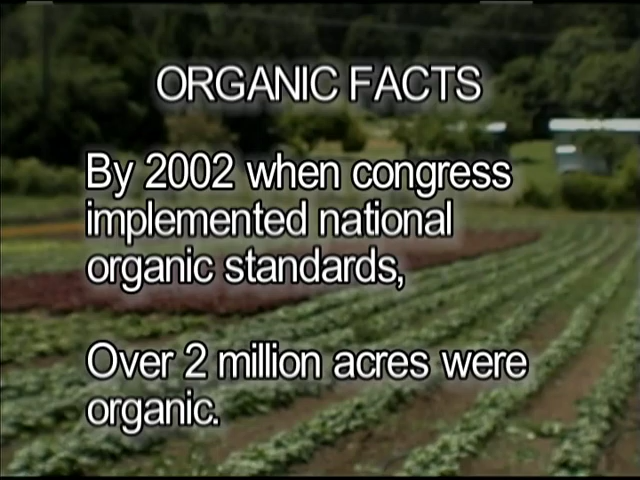 ORGANIC FACTS
By 2002 when congress
implemented national
organic standards,
Over 2 million acres were
organic.